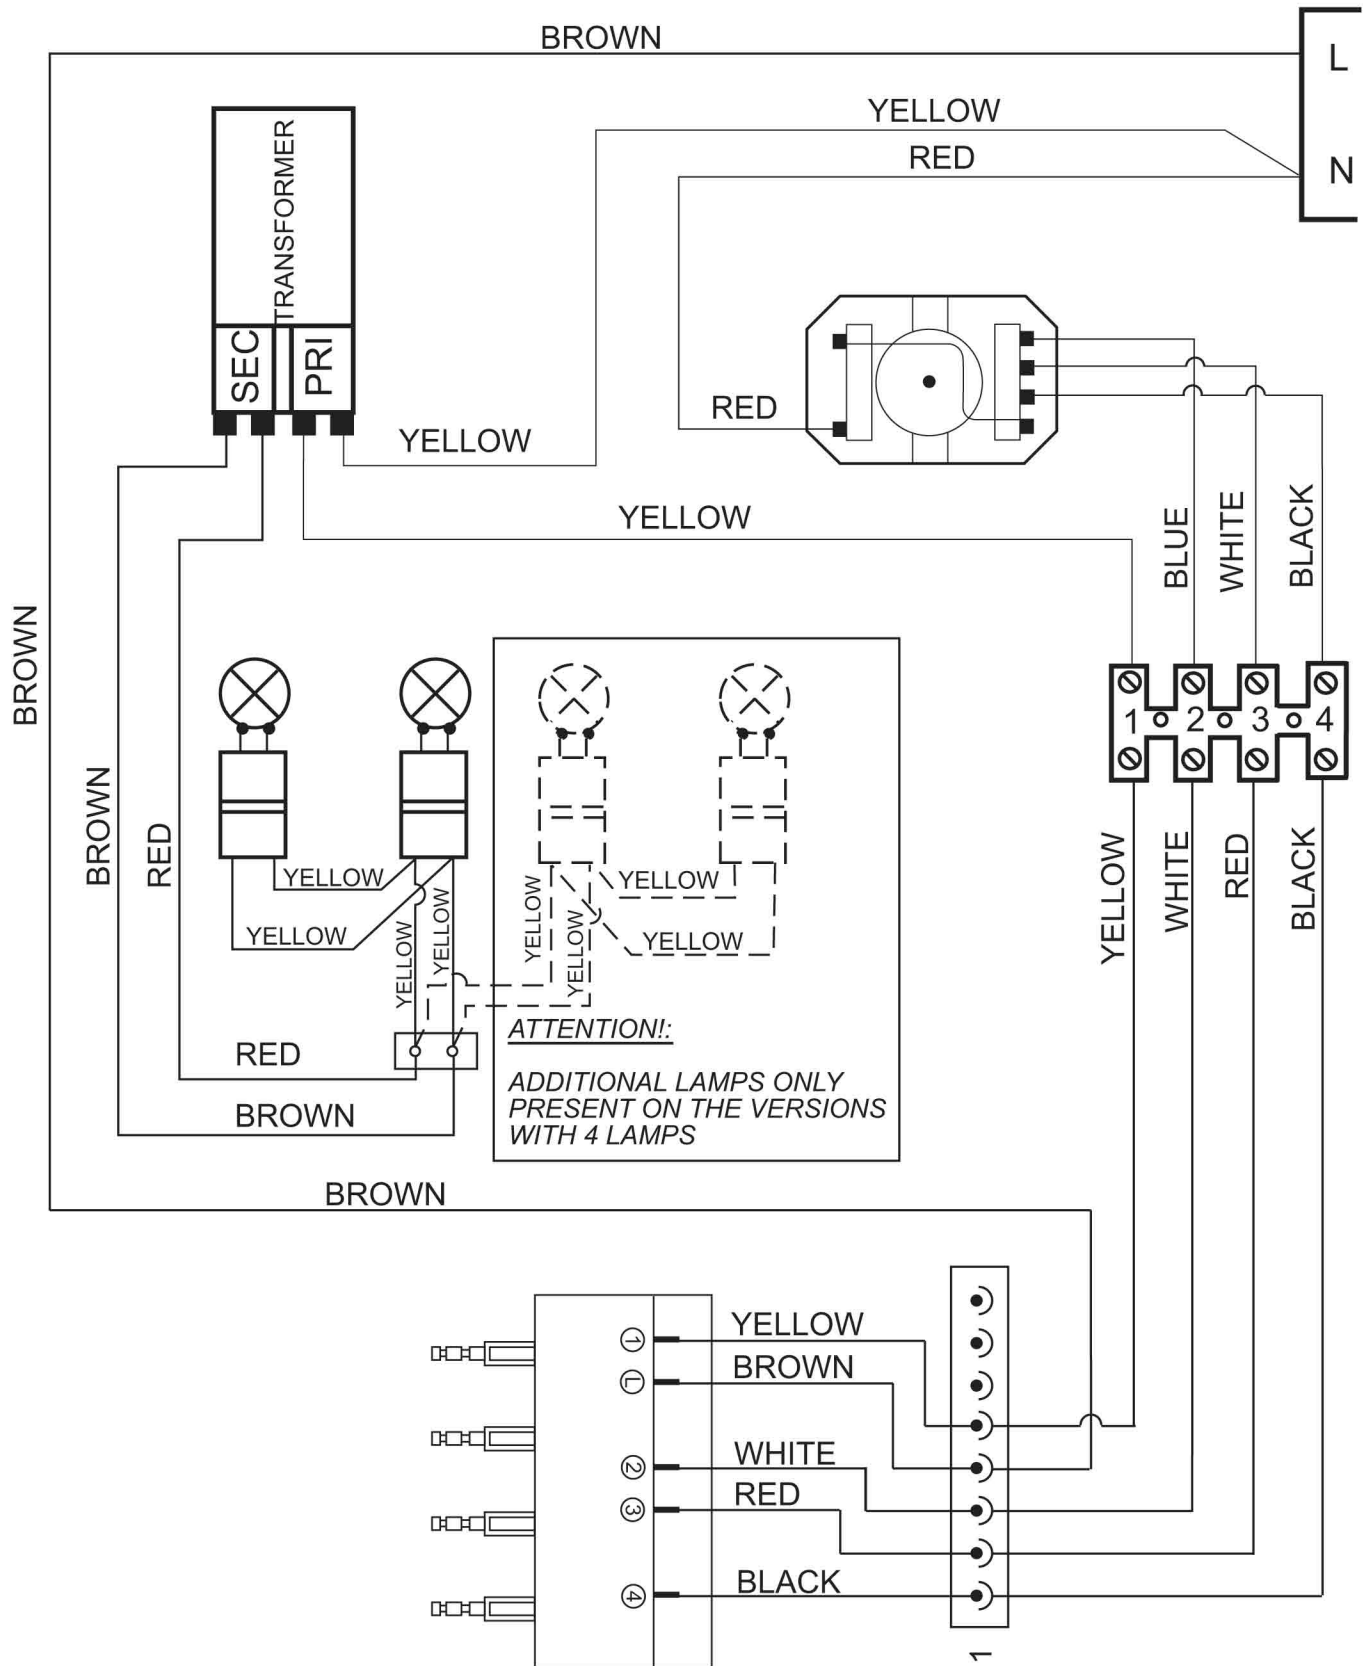 BROWN
L
YELLOW
RED
N
TRANSFORMER
SEC
PRI
RED
YELLOW
YELLOW
BLUE
WHITE
BLACK
BROWN
1
2
3
4
BROWN
RED
YELLOW
YELLOW
YELLOW
YELLOW
YELLOW
YELLOW
YELLOW
YELLOW
YELLOW
WHITE
RED
BLACK
RED
BROWN
ATTENTION!:
ADDITIONAL LAMPS ONLY
PRESENT ON THE VERSIONS
WITH 4 LAMPS
BROWN
1
YELLOW
L
BROWN
2
WHITE
3
RED
4
BLACK
1